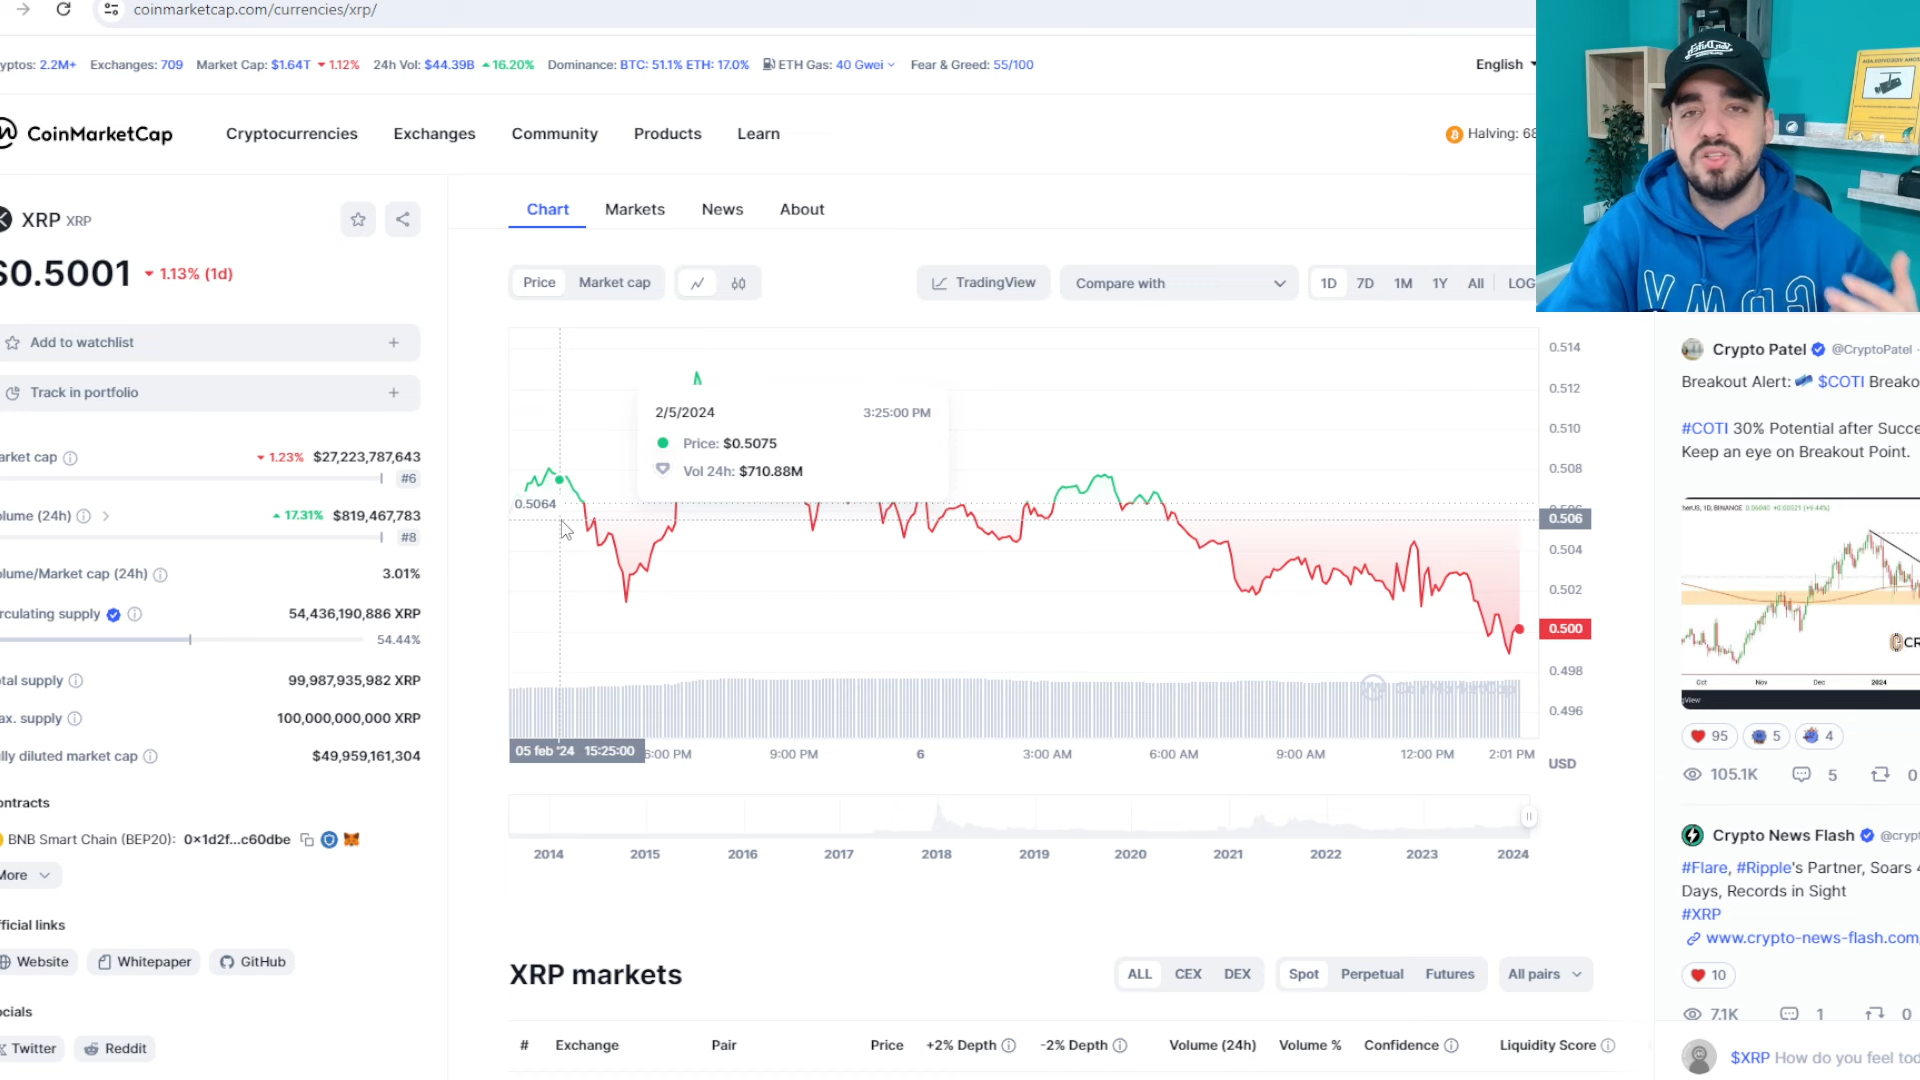 coinmarketcap.com/currencies/xrp/
yptos: 2.2M+ Exchanges: 709 Market Cap: $1.64T 1.12% 24h Vol: $44.39B 16.20% Dominance: BTC: 51.1% ETH: 17.0% ETH Gas: 40 Gwei Fear & Greed: 55/100
English
CoinMarketCap Cryptocurrencies Exchanges Community Products Learn
Halving: 68
XRP XRP
$0.5001 1.13% (1d)
Add to watchlist +
Track in portfolio +
arket cap 1.23% $27,223,787,643
#6
olume (24h) 17.31% $819,467,783
#8
olume/Market cap (24h) 3.01%
rculating supply 54,436,190,886 XRP
54.44%
tal supply 99,987,935,982 XRP
ax. supply 100,000,000,000 XRP
lly diluted market cap $49,959,161,304
ontracts
BNB Smart Chain (BEP20): 0x1d2f...c60dbe
More
fficial links
Website Whitepaper GitHub
ocials
Twitter Reddit
Chart Markets News About
Price Market cap TradingView Compare with 1D 7D 1M 1Y All LOG
2/5/2024 3:25:00 PM
Price: $0.5075
Vol 24h: $710.88M
0.5064
0.514
0.512
0.510
0.508
0.506
0.504
0.502
0.500
0.498
0.496
CoinMarketCap
05 feb '24 15:25:00 6:00 PM 9:00 PM 6 3:00 AM 6:00 AM 9:00 AM 12:00 PM 2:01 PM
USD
2014 2015 2016 2017 2018 2019 2020 2021 2022 2023 2024
XRP markets
ALL CEX DEX Spot Perpetual Futures All pairs
# Exchange Pair Price +2% Depth -2% Depth Volume (24h) Volume % Confidence Liquidity Score
Crypto Patel @CryptoPatel ·
Breakout Alert: $COTI Breako
#COTI 30% Potential after Succe
Keep an eye on Breakout Point.
Oct Nov Dec 2024
95 5 4
105.1K 5 0
Crypto News Flash @crypt
#Flare, #Ripple's Partner, Soars 4
Days, Records in Sight
#XRP
www.crypto-news-flash.com
10
7.1K 1 0
$XRP How do you feel tod